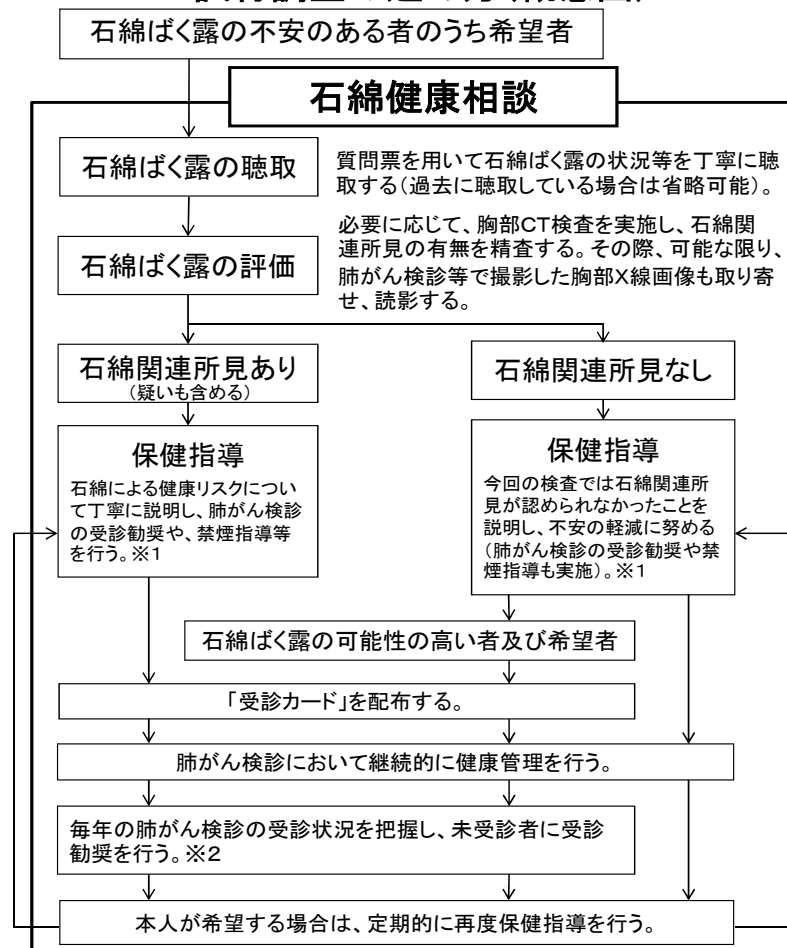 石綿ばく露の不安のある者のうち希望者
石綿健康相談
石綿ばく露の聴取
質問票を用いて石綿ばく露の状況等を丁寧に聴
取する(過去に聴取している場合は省略可能)。
必要に応じて、胸部CT検査を実施し、石綿関
連所見の有無を精査する。その際、可能な限り、
肺がん検診等で撮影した胸部X線画像も取り寄
せ、読影する。
石綿ばく露の評価
石綿関連所見あり
(疑いも含める)
石綿関連所見なし
保健指導
石綿による健康リスクについ
て丁寧に説明し、肺がん検診
の受診勧奨や、禁煙指導等
を行う。※1
保健指導
今回の検査では石綿関連所
見が認められなかったことを
説明し、不安の軽減に努める
(肺がん検診の受診勧奨や禁
煙指導も実施)。※1
石綿ばく露の可能性の高い者及び希望者
「受診カード」を配布する。
肺がん検診において継続的に健康管理を行う。
毎年の肺がん検診の受診状況を把握し、未受診者に受診
勧奨を行う。※2
本人が希望する場合は、定期的に再度保健指導を行う。